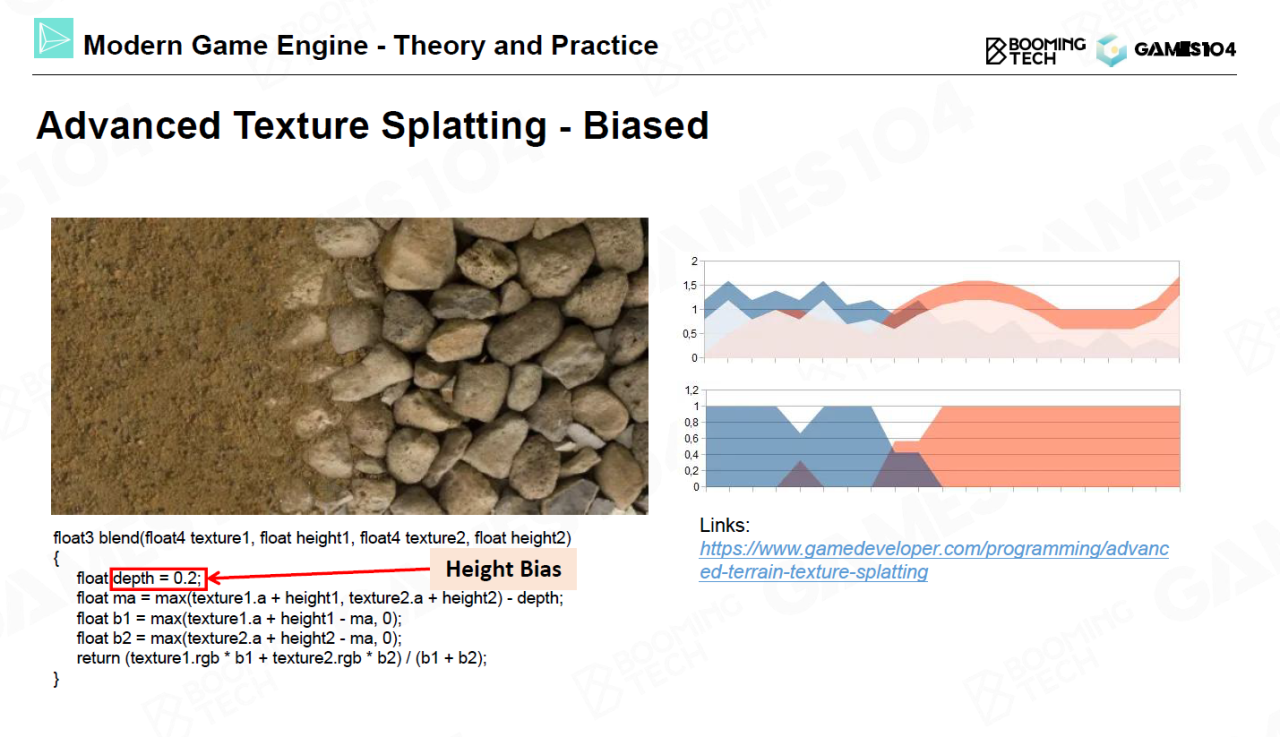 Modern Game Engine - Theory and Practice
BOOMING
TECH
GAMES104
Advanced Texture Splatting - Biased
float3 blend(float4 texture1, float height1, float4 texture2, float height2)
{
float depth = 0.2;
Height Bias
float ma = max(texture1.a + height1, texture2.a + height2) - depth;
float b1 = max(texture1.a + height1 - ma, 0);
float b2 = max(texture2.a + height2 - ma, 0);
return (texture1.rgb * b1 + texture2.rgb * b2) / (b1 + b2);
}
2
1,5
1
0,5
0
1,2
1
0,8
0,6
0,4
0,2
0
Links:
https://www.gamedeveloper.com/programming/advanc
ed-terrain-texture-splatting